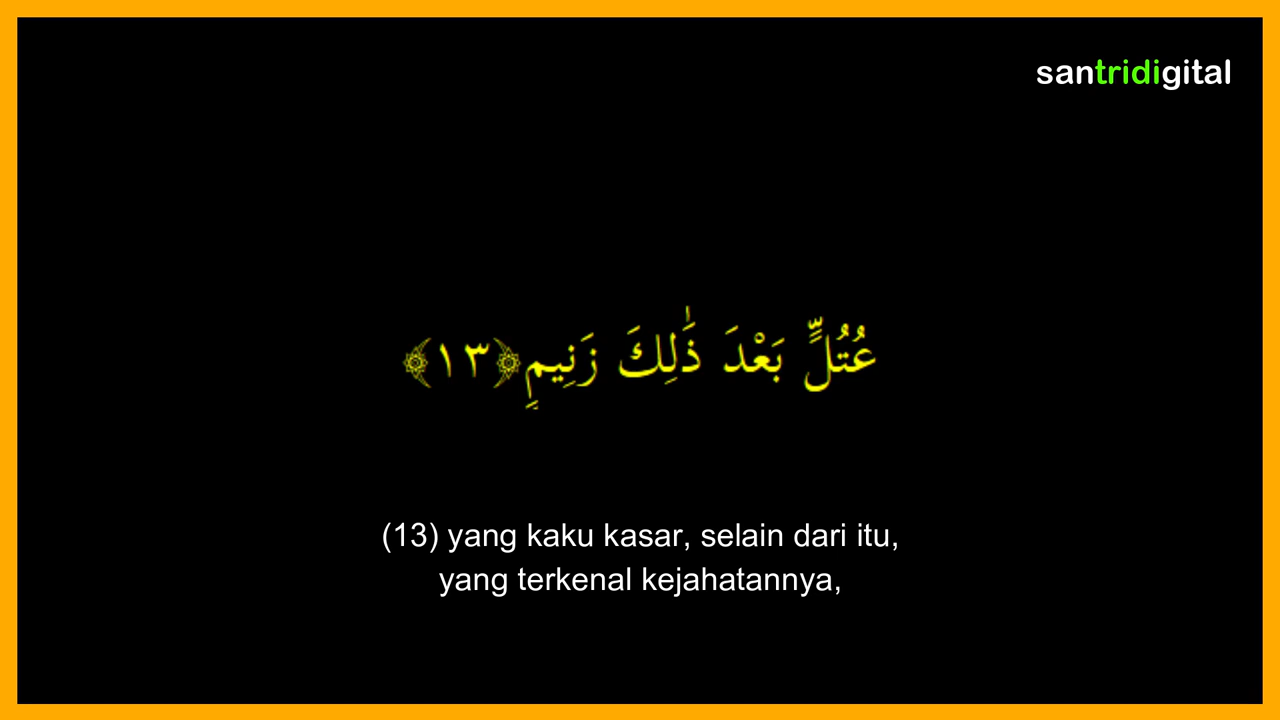 santridigital
عُتُلٍّ بَعْدَ ذَٰلِكَ زَنِيمٍ﴿١٣﴾
(13) yang kaku kasar, selain dari itu,
yang terkenal kejahatannya,